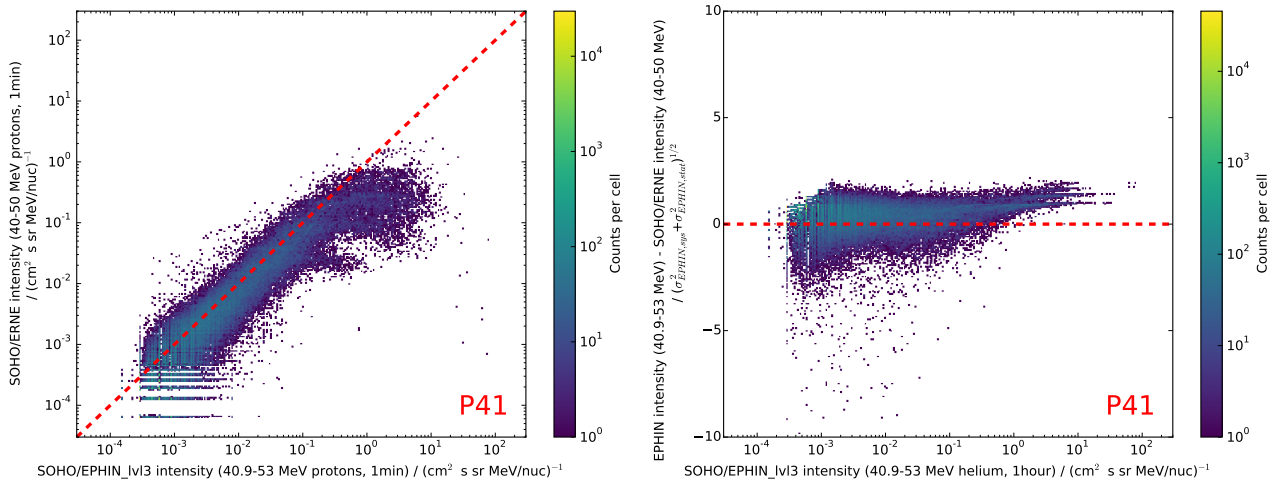 SOHO/ERNE intensity (40-50 MeV protons, 1min)
/ (cm² s sr MeV/nuc)⁻¹
10²
10¹
10⁰
10⁻¹
10⁻²
10⁻³
10⁻⁴
10⁻⁴ 10⁻³ 10⁻² 10⁻¹ 10⁰ 10¹ 10²
SOHO/EPHIN_lvl3 intensity (40.9-53 MeV protons, 1min) / (cm² s sr MeV/nuc)⁻¹
P41
10⁴
10³
10²
10¹
10⁰
Counts per cell
EPHIN intensity (40.9-53 MeV) - SOHO/ERNE intensity (40-50 MeV)
/ (σ²_EPHIN,sys + σ²_EPHIN,stat)^1/2
10
5
0
−5
−10
10⁻⁴ 10⁻³ 10⁻² 10⁻¹ 10⁰ 10¹ 10²
SOHO/EPHIN_lvl3 intensity (40.9-53 MeV helium, 1hour) / (cm² s sr MeV/nuc)⁻¹
P41
10⁴
10³
10²
10¹
10⁰
Counts per cell